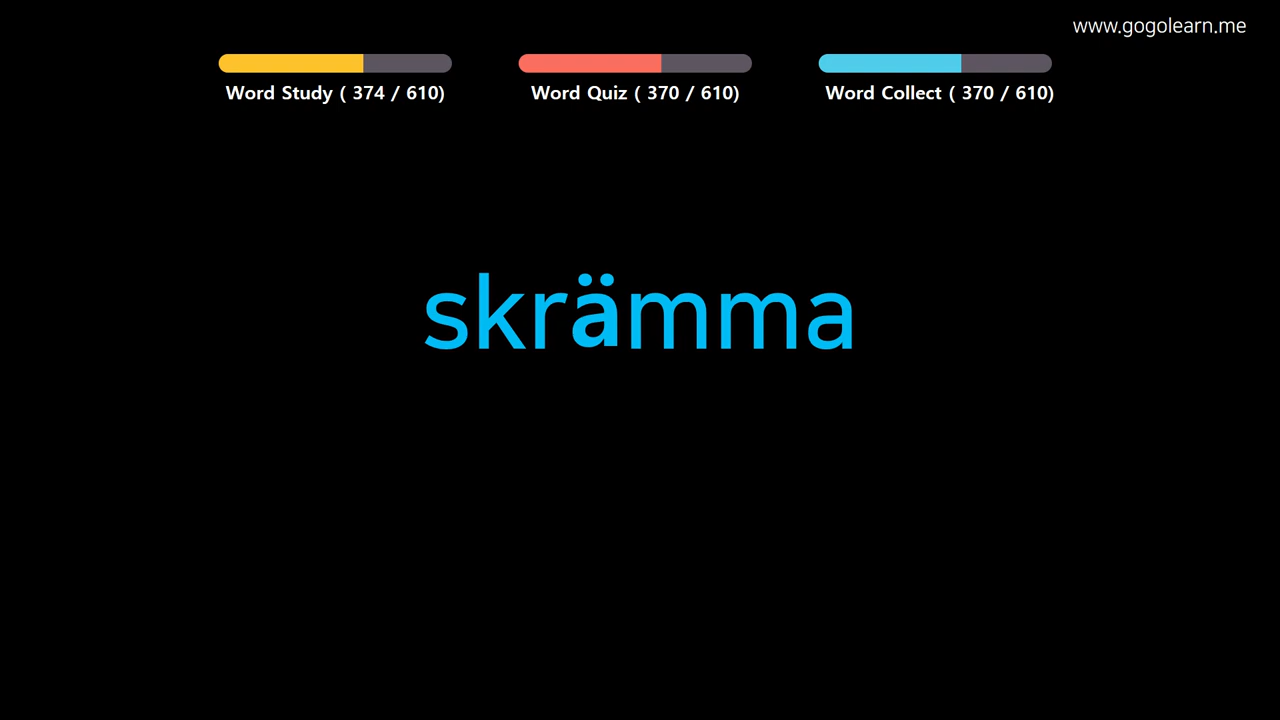 www.gogolearn.me
Word Study ( 374 / 610)
Word Quiz ( 370 / 610)
Word Collect ( 370 / 610)
skrämma